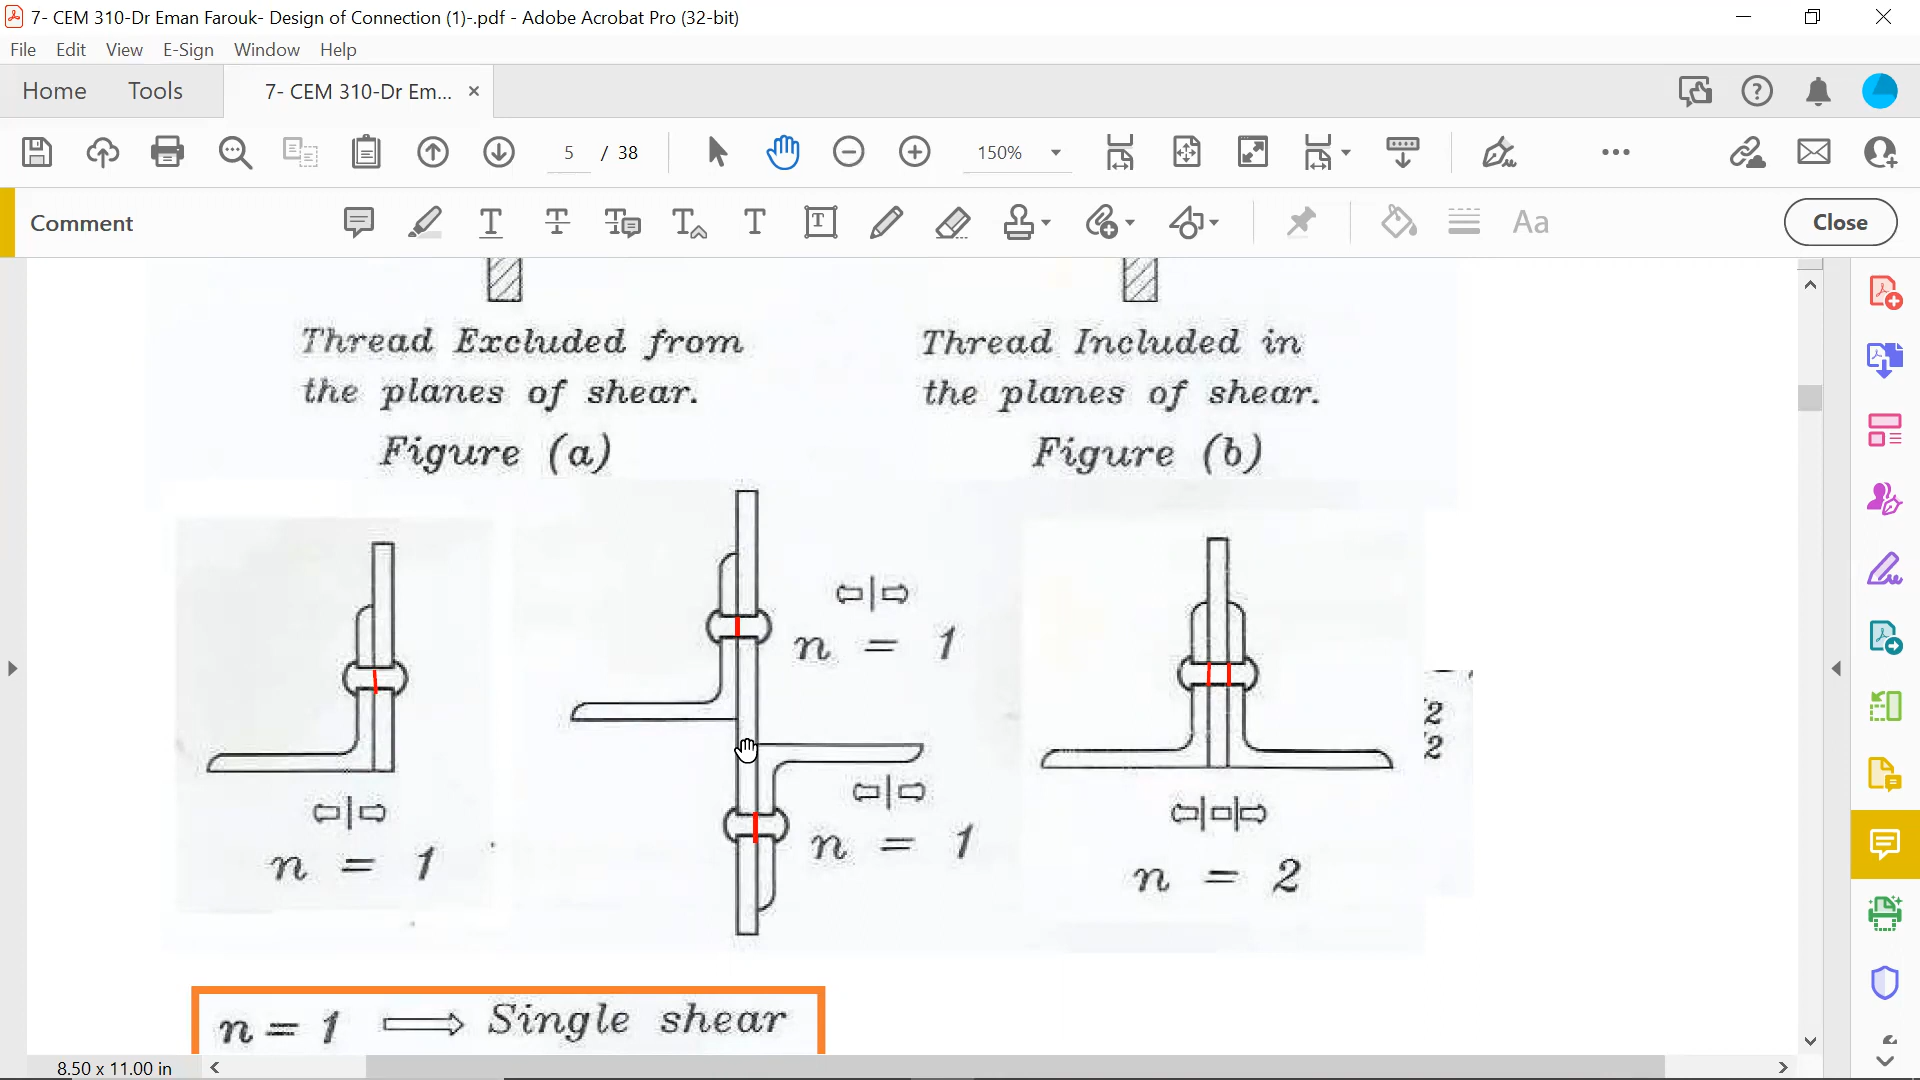 7- CEM 310-Dr Eman Farouk- Design of Connection (1)-.pdf - Adobe Acrobat Pro (32-bit)
File Edit View E-Sign Window Help
Home Tools 7- CEM 310-Dr Em... ×
5 / 38 150%
Comment Close
Thread Excluded from
the planes of shear.
Figure (a)
Thread Included in
the planes of shear.
Figure (b)
n = 1
n = 1
n = 1
n = 2
2
2
n = 1 ⟹ Single shear
8.50 x 11.00 in